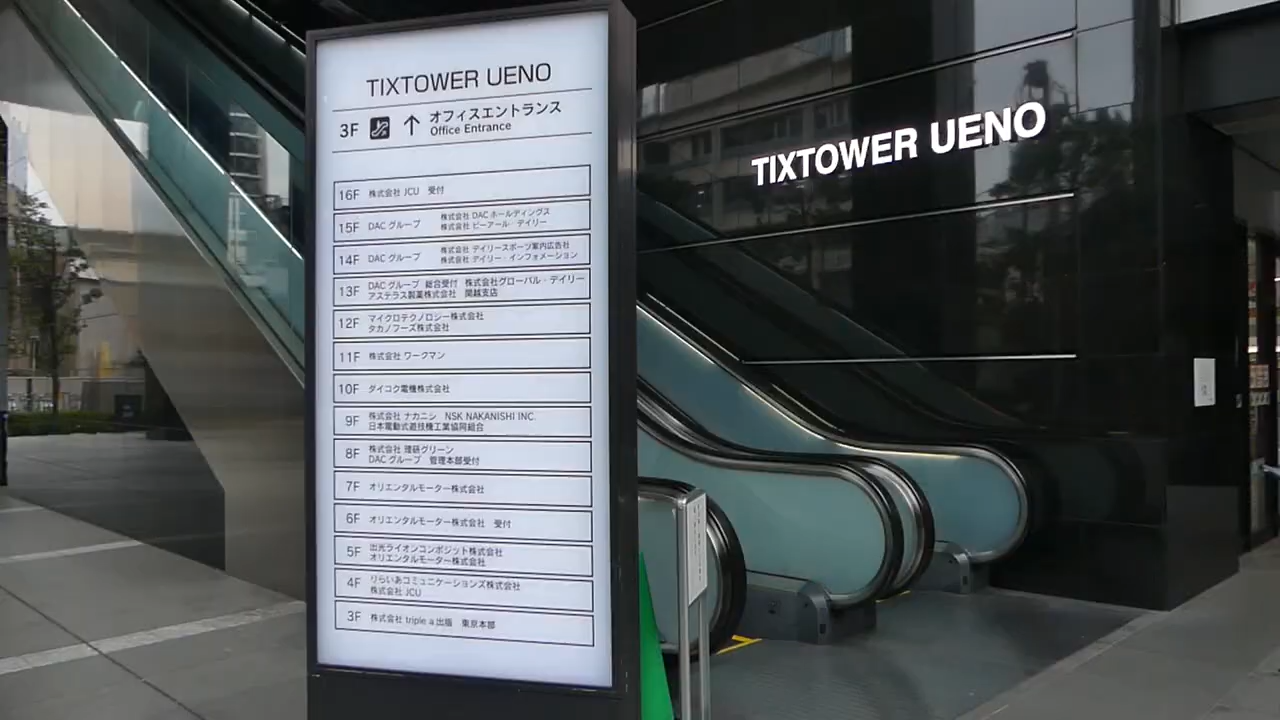 TIXTOWER UENO
3F ↑ オフィスエントランス
Office Entrance
16F 株式会社 JCU 受付
15F DAC グループ 株式会社 DAC ホールディングス
株式会社 ピーアール・デイリー
14F DAC グループ 株式会社 デイリースポーツ案内広告社
株式会社 デイリー・インフォメーション
13F DAC グループ 総合受付 株式会社グローバル・デイリー
アステラス製薬株式会社 関越支店
12F マイクロテクノロジー株式会社
タカノフーズ株式会社
11F 株式会社 ワークマン
10F ダイコク電機株式会社
9F 株式会社 ナカニシ NSK NAKANISHI INC.
日本電動式遊技機工業協同組合
8F 株式会社 理研グリーン
DAC グループ 管理本部受付
7F オリエンタルモーター株式会社
6F オリエンタルモーター株式会社 受付
5F 出光ライオンコンポジット株式会社
オリエンタルモーター株式会社
4F りらいあコミュニケーションズ株式会社
株式会社 JCU
3F 株式会社 triple a 出版 東京本部
TIXTOWER UENO